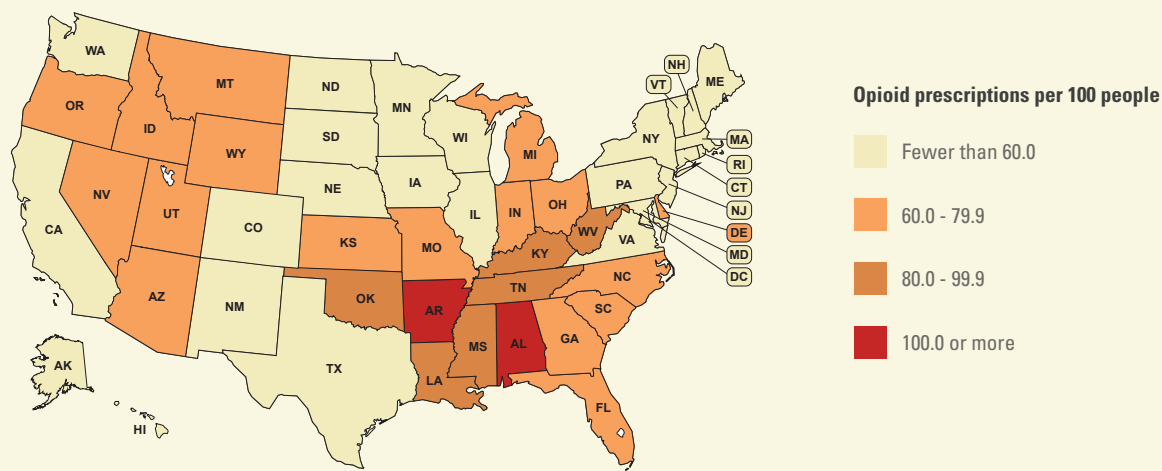 WA
MT
ND
MN
OR
ID
WY
SD
WI
MI
NY
VT
NH
ME
MA
RI
CT
NJ
DE
MD
DC
NV
UT
CO
NE
IA
IL
IN
OH
PA
WV
VA
CA
AZ
NM
KS
MO
KY
OK
AR
TN
NC
SC
TX
LA
MS
AL
GA
FL
AK
HI
Opioid prescriptions per 100 people
Fewer than 60.0
60.0 - 79.9
80.0 - 99.9
100.0 or more